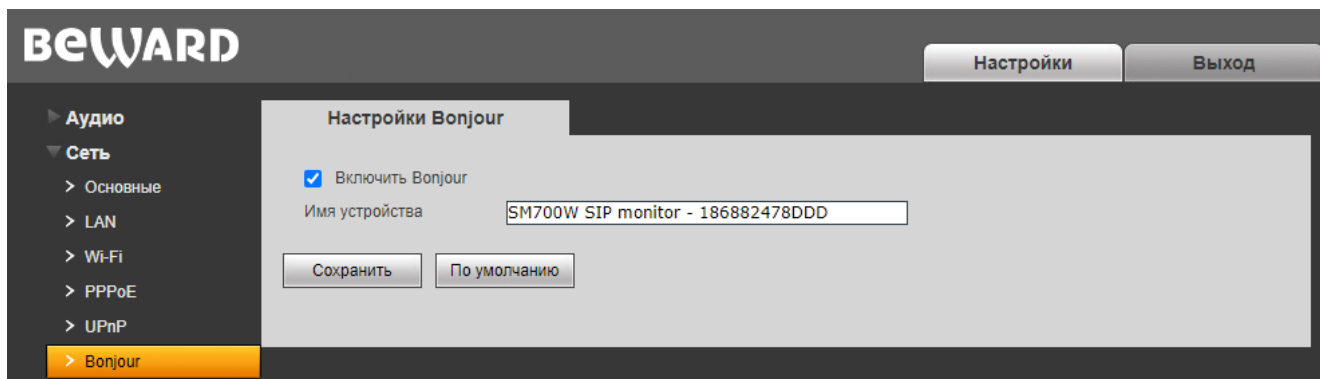 BEWARD
Настройки
Выход
Аудио
Сеть
> Основные
> LAN
> Wi-Fi
> PPPoE
> UPnP
> Bonjour
Настройки Bonjour
Включить Bonjour
Имя устройства
SM700W SIP monitor - 186882478DDD
Сохранить
По умолчанию